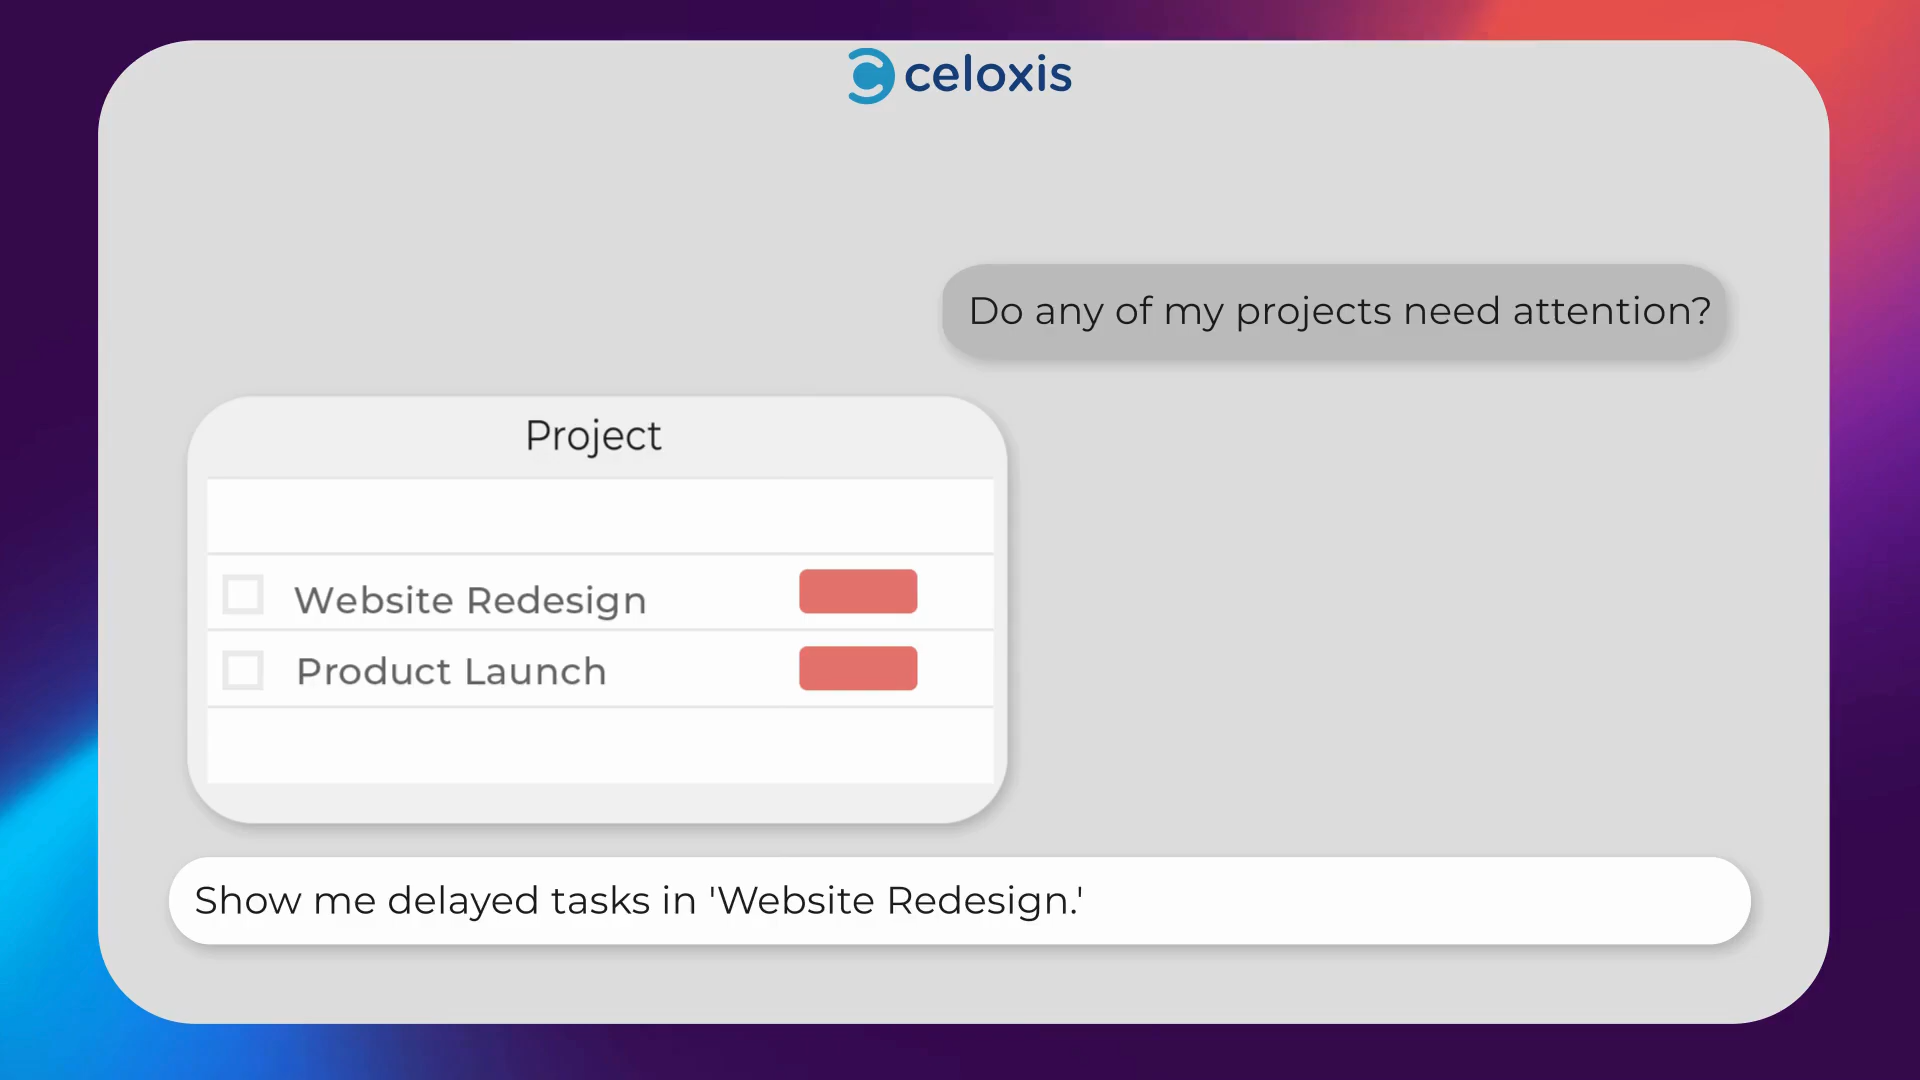 celoxis
Do any of my projects need attention?
Project
Website Redesign
Product Launch
Show me delayed tasks in 'Website Redesign.'